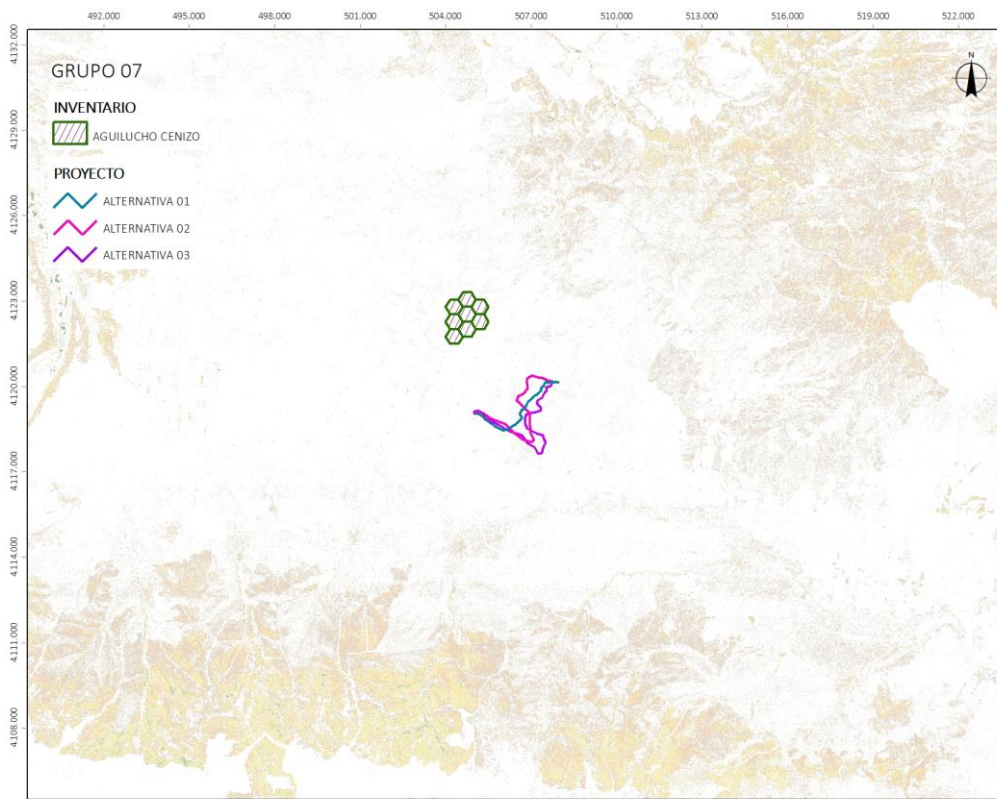 492.000 495.000 498.000 501.000 504.000 507.000 510.000 513.000 516.000 519.000 522.000
4.132.000
4.129.000
4.126.000
4.123.000
4.120.000
4.117.000
4.114.000
4.111.000
4.108.000
GRUPO 07
N
INVENTARIO
AGUILUCHO CENIZO
PROYECTO
ALTERNATIVA 01
ALTERNATIVA 02
ALTERNATIVA 03